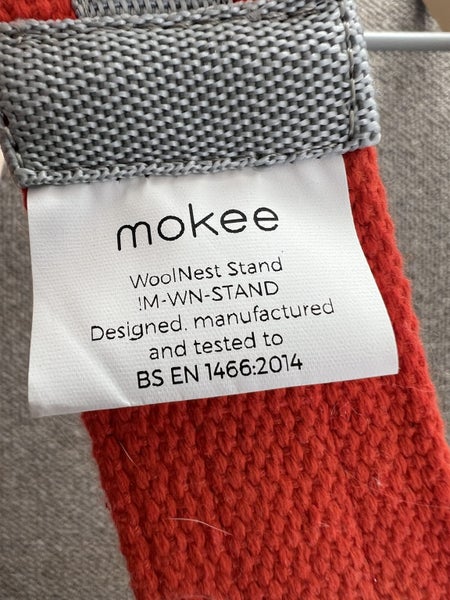 mokee
WoolNest Stand
!M-WN-STAND
Designed. manufactured
and tested to
BS EN 1466:2014